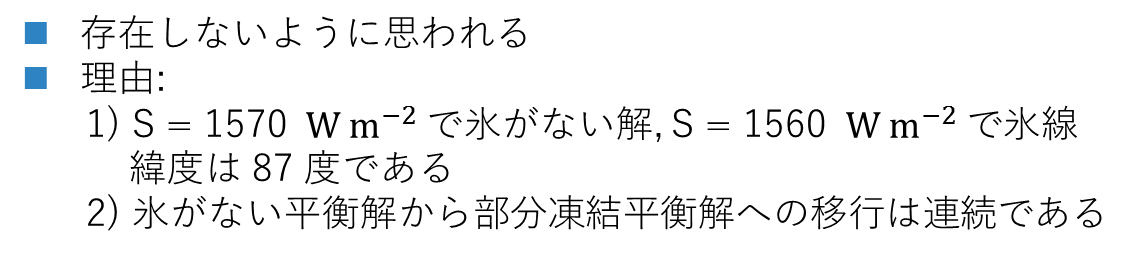 ■ 存在しないように思われる
■ 理由:
1) S = 1570 W m⁻² で氷がない解, S = 1560 W m⁻² で氷線
緯度は 87 度である
2) 氷がない平衡解から部分凍結平衡解への移行は連続である